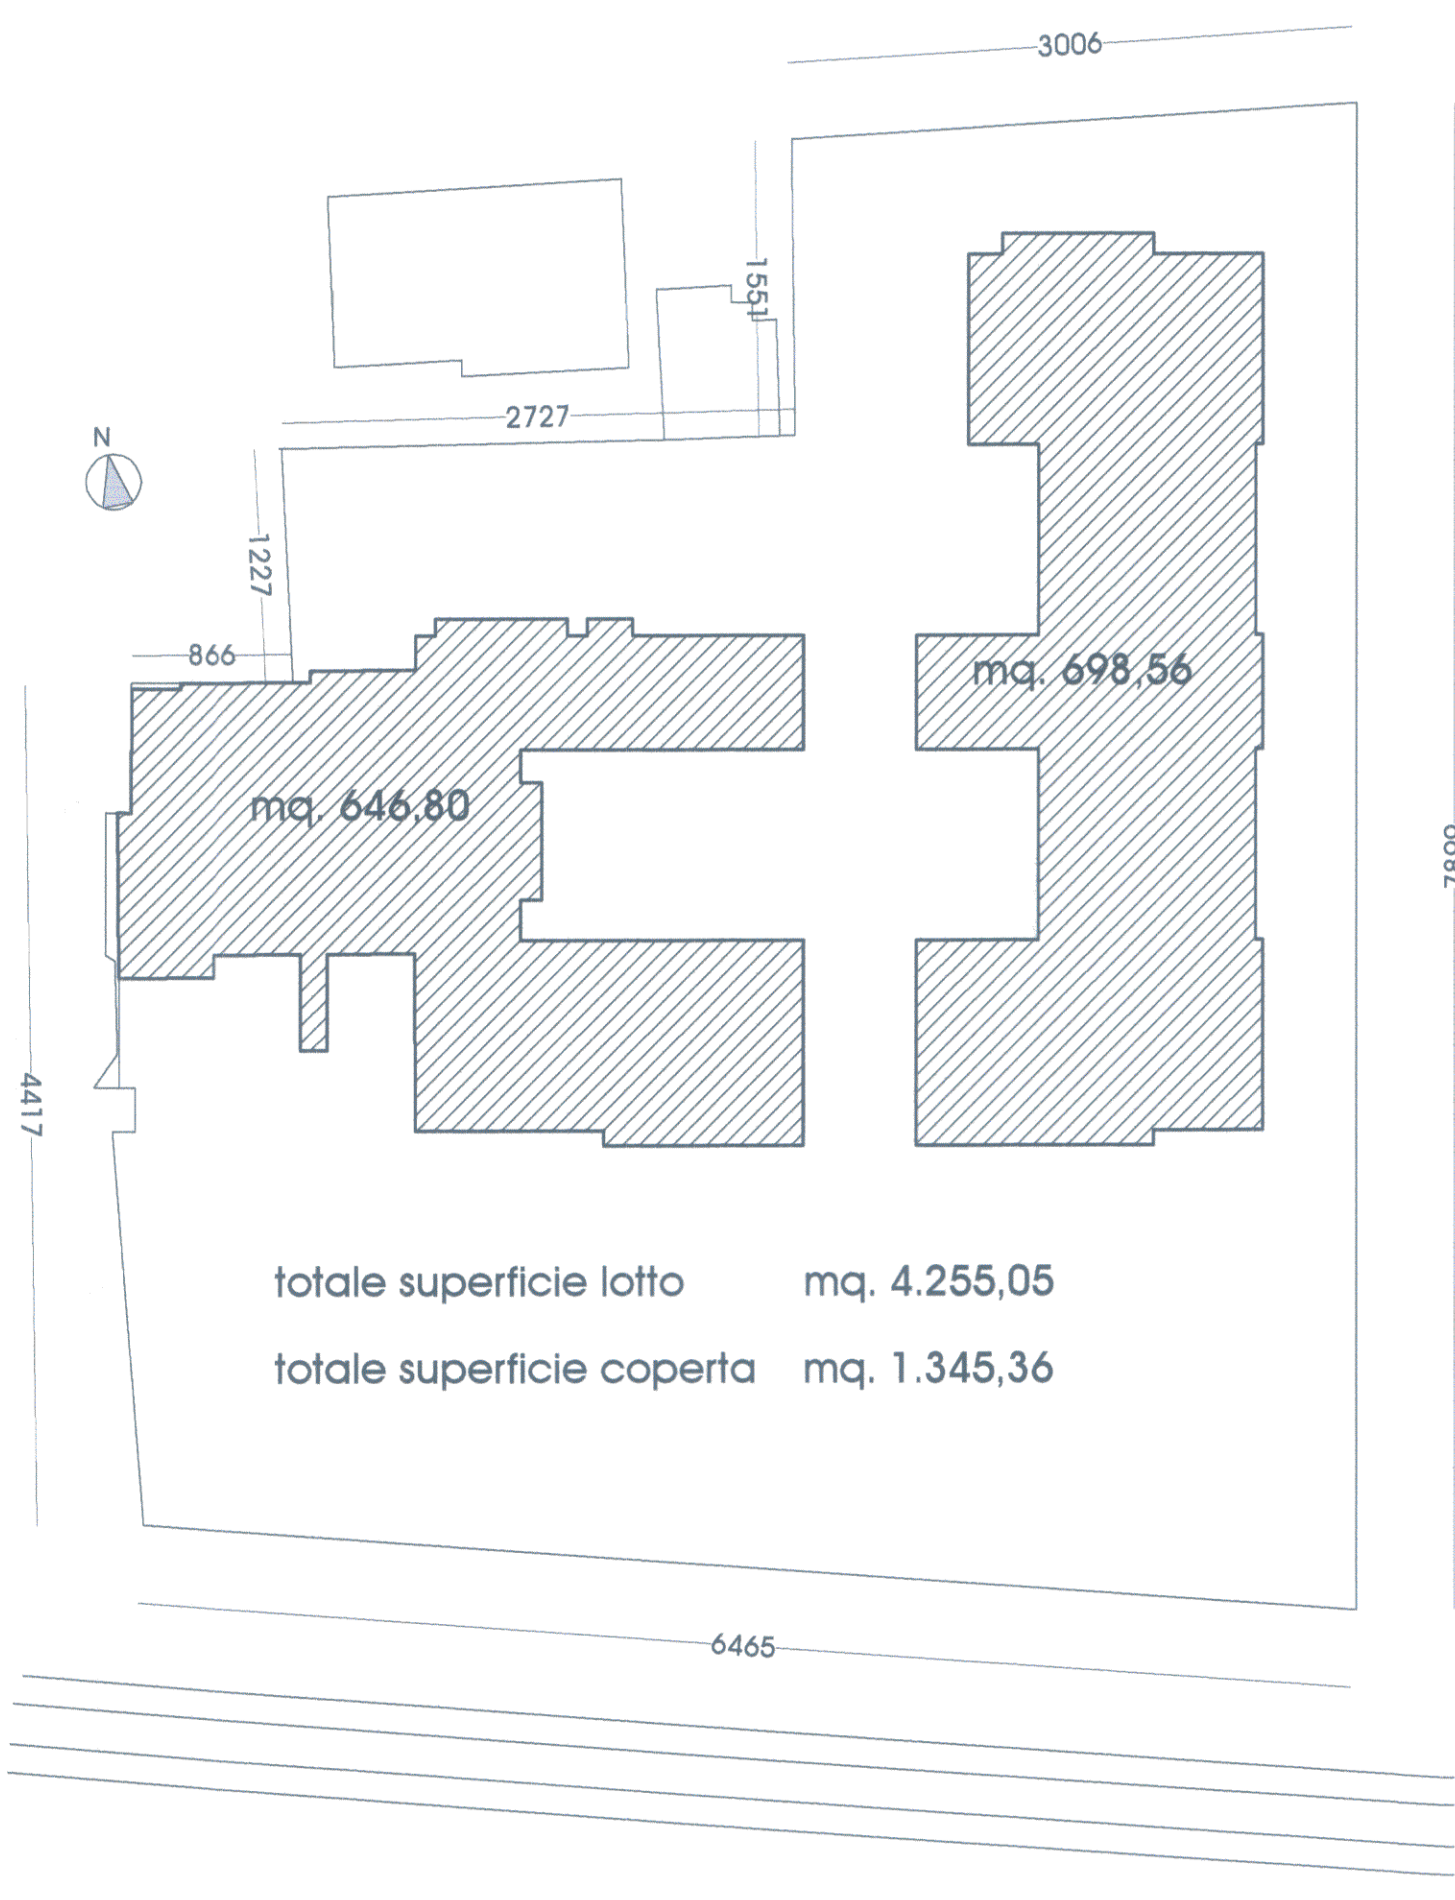 3006
1551
2727
N
1227
866
mq. 698,56
mq. 646,80
4417
totale superficie lotto mq. 4.255,05
totale superficie coperta mq. 1.345,36
6465